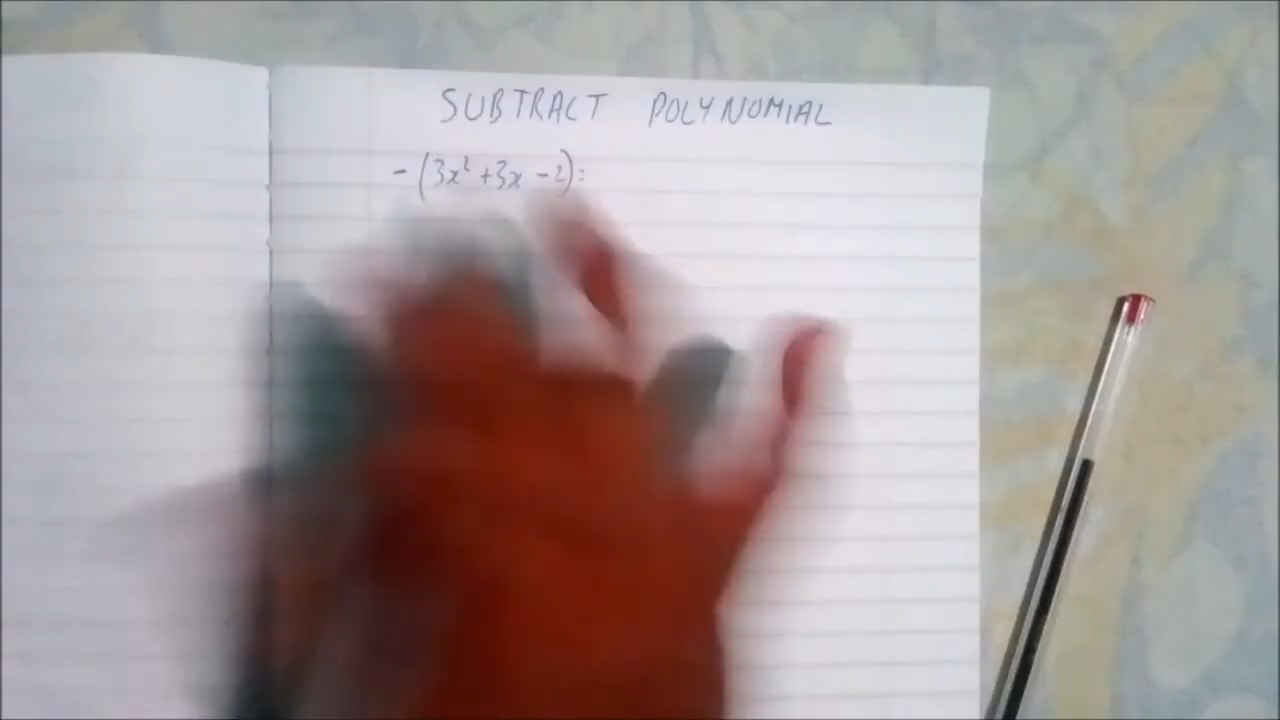 SUBTRACT POLYNOMIAL
- (3x² +3x -2):